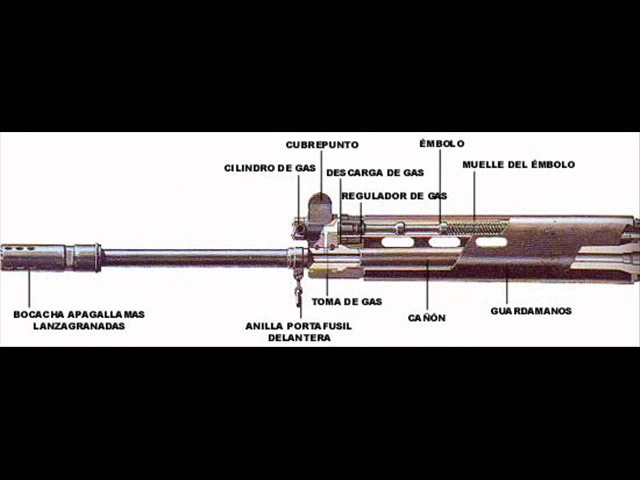 CUBREPUNTO
ÉMBOLO
CILINDRO DE GAS
DESCARGA DE GAS
MUELLE DEL ÉMBOLO
REGULADOR DE GAS
TOMA DE GAS
BOCACHA APAGALLAMAS
LANZAGRANADAS
GUARDAMANOS
CAÑÓN
ANILLA PORTAFUSIL
DELANTERA